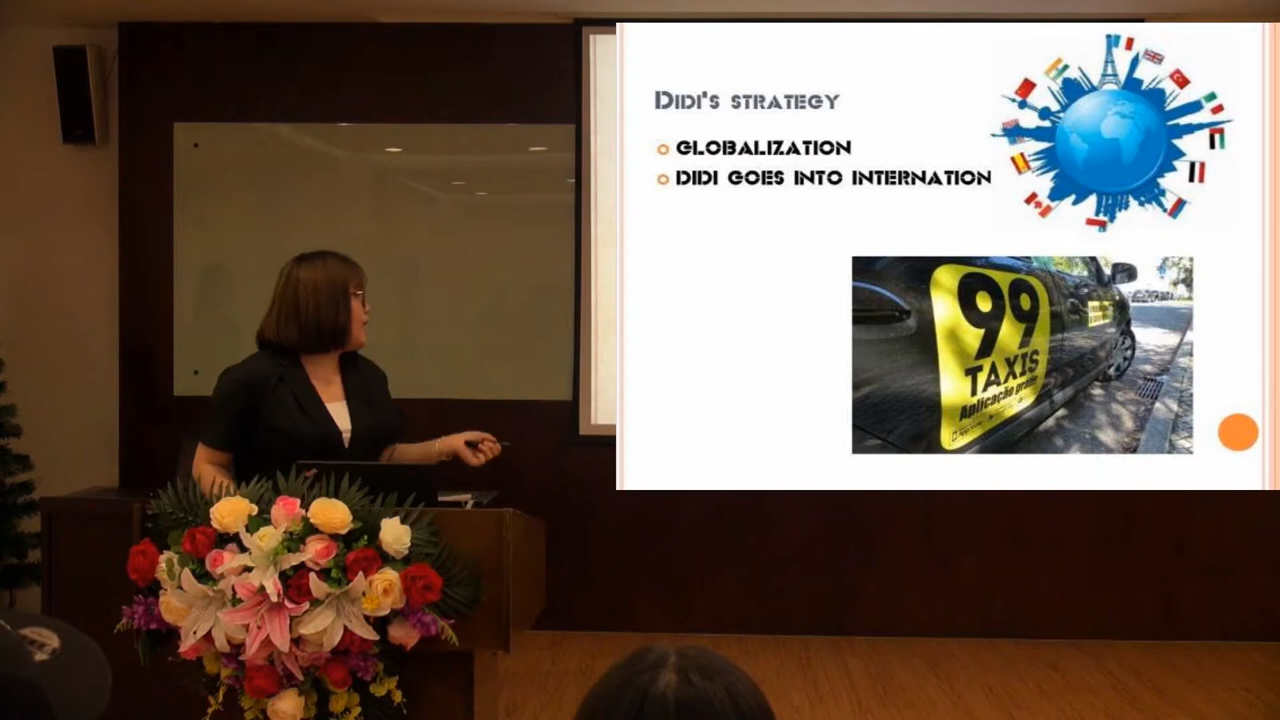 DIDI'S STRATEGY
GLOBALIZATION
DIDI GOES INTO INTERNATION
99
TAXIS
Aplicação grátis